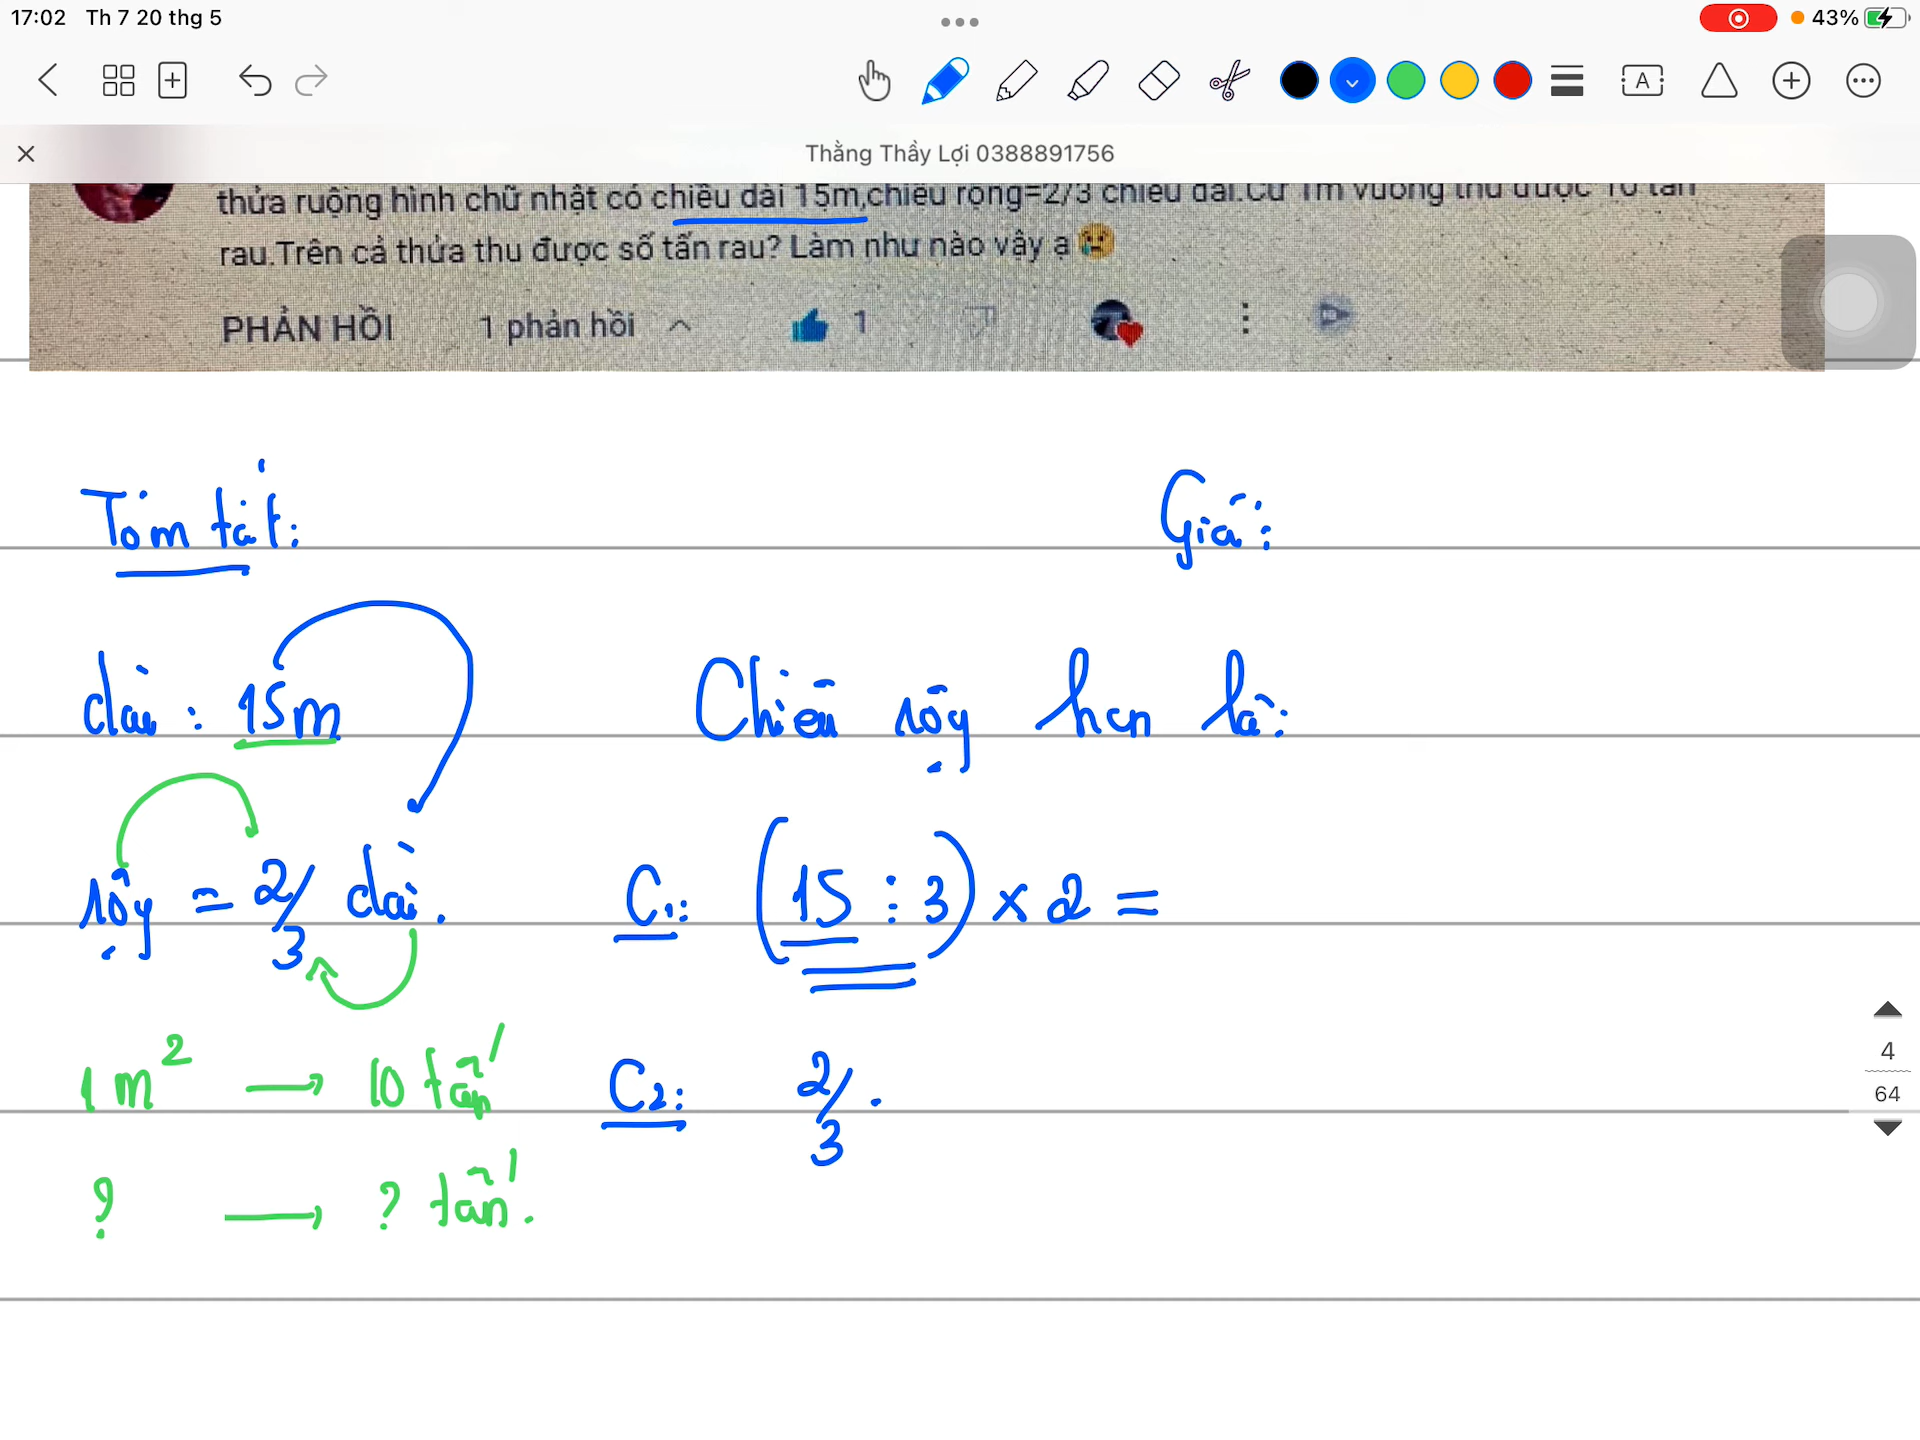 17:02 Th 7 20 thg 5
43%
A
Thằng Thầy Lợi 0388891756
thửa ruộng hình chữ nhật có chiều dài 15m,chiều rộng=2/3 chiều dài.Cứ 1m vuông thu được 10 tấn
rau.Trên cả thửa thu được số tấn rau? Làm như nào vậy ạ 😢
PHẢN HỒI 1 phản hồi 1
Tóm tắt:
Giải:
dài : 15m
Chiều rộng hcn là:
rộng = 2/3 dài.
C1: (15 : 3) x 2 =
1m² → 10 tấn
C2: 2/3 .
? → ? tấn.
4
64